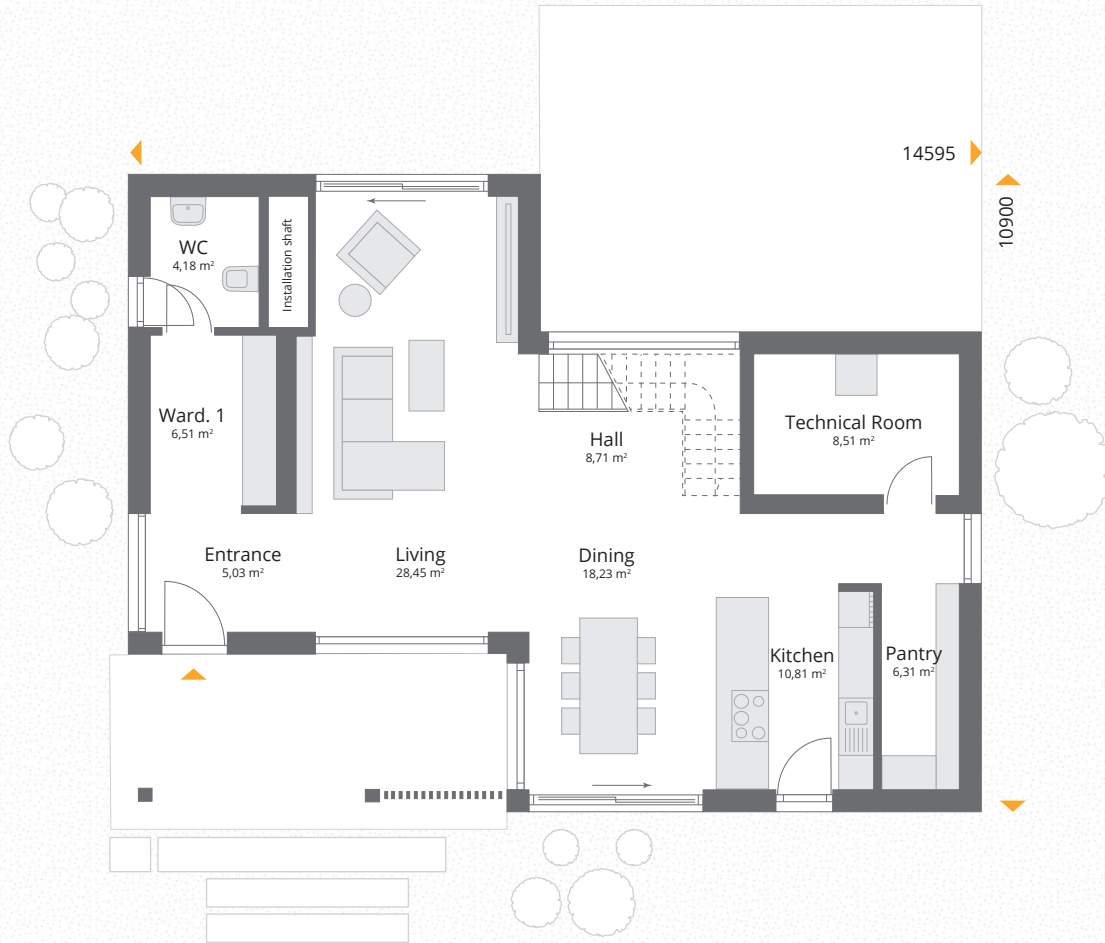 14595
10900
WC
4,18 m²
Installation shaft
Ward. 1
6,51 m²
Technical Room
8,51 m²
Hall
8,71 m²
Entrance
5,03 m²
Living
28,45 m²
Dining
18,23 m²
Kitchen
10,81 m²
Pantry
6,31 m²